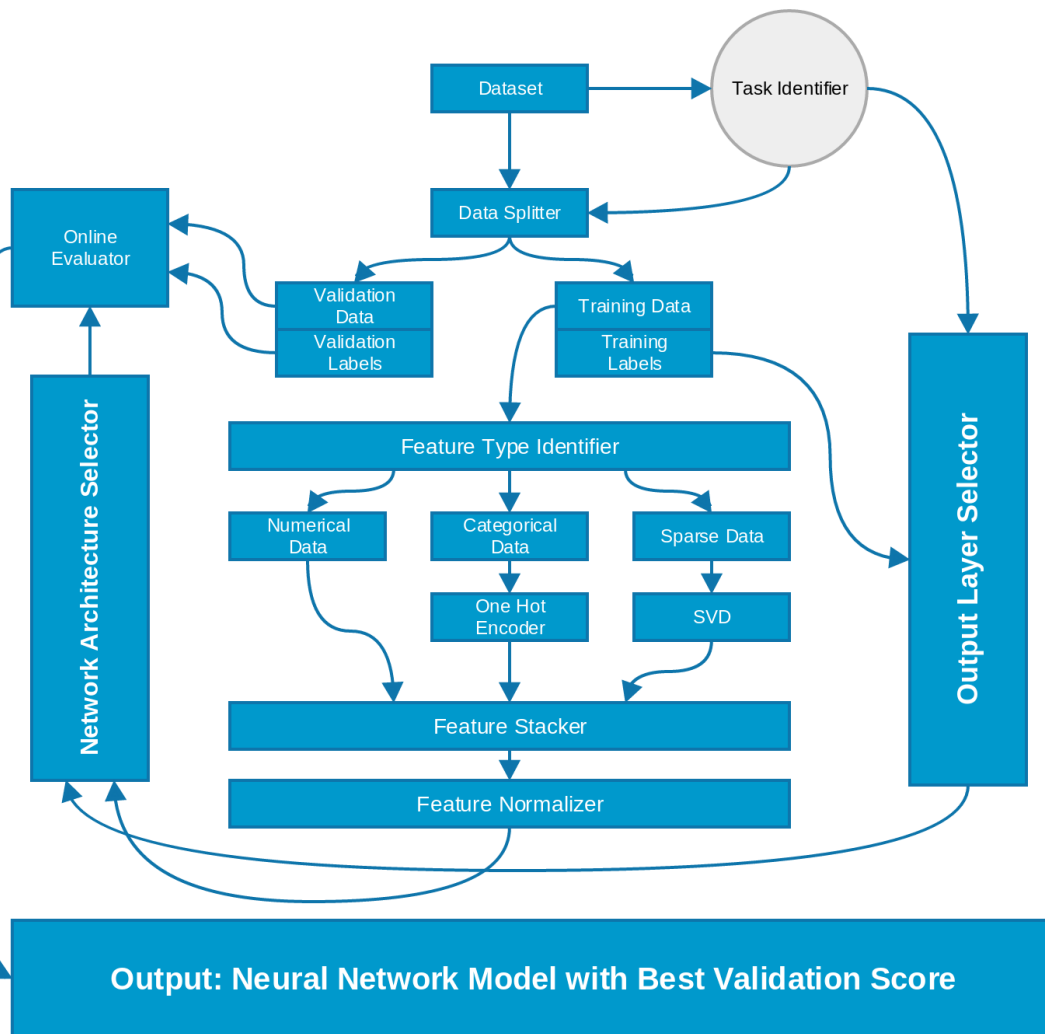 Dataset
Task Identifier
Data Splitter
Online
Evaluator
Validation
Data
Validation
Labels
Training Data
Training
Labels
Network Architecture Selector
Output Layer Selector
Feature Type Identifier
Numerical
Data
Categorical
Data
Sparse Data
One Hot
Encoder
SVD
Feature Stacker
Feature Normalizer
Output: Neural Network Model with Best Validation Score